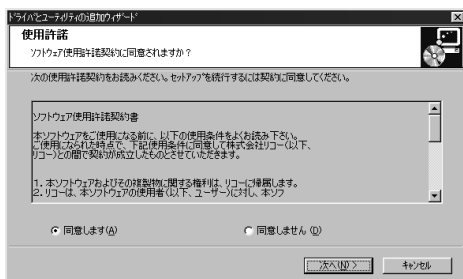 ﾄﾞﾗｲﾊﾞとﾕｰﾃｨﾘﾃｨの追加ｳｨｻﾞｰﾄﾞ
使用許諾
ｿﾌﾄｳｪｱ使用許諾契約に同意されますか？
次の使用許諾契約をお読みください。ｾｯﾄｱｯﾌﾟを続行するには契約に同意してください。
ソフトウェア使用許諾契約書
本ソフトウェアをご使用になる前に、以下の使用条件をよくお読み下さい。
ご使用になられた時点で、下記使用条件に同意して株式会社リコー（以下、
リコー）との間で契約が成立したものとさせていただきます。
1. 本ソフトウェアおよびその複製物に関する権利は、リコーに帰属します。
2. リコーは、本ソフトウェアの使用者（以下、ユーザー）に対し、本ソフ
同意します(A)
同意しません(D)
次へ(N) >
ｷｬﾝｾﾙ